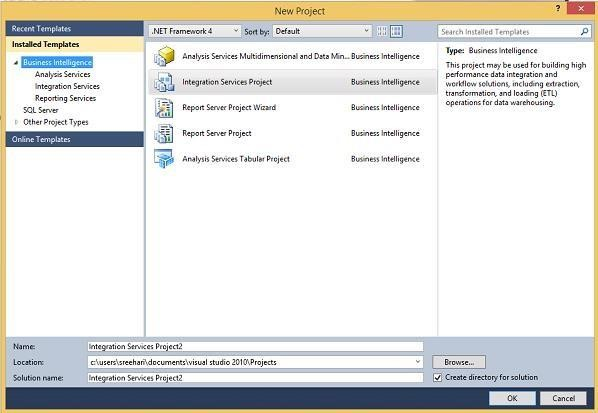 New Project
? ×
Recent Templates
.NET Framework 4
Sort by: Default
Search Installed Templates
Installed Templates
Business Intelligence
Analysis Services
Integration Services
Reporting Services
SQL Server
Other Project Types
Online Templates
Analysis Services Multidimensional and Data Min... Business Intelligence
Integration Services Project Business Intelligence
Report Server Project Wizard Business Intelligence
Report Server Project Business Intelligence
Analysis Services Tabular Project Business Intelligence
Type: Business Intelligence
This project may be used for building high
performance data integration and
workflow solutions, including extraction,
transformation, and loading (ETL)
operations for data warehousing.
Name: Integration Services Project2
Location: c:\users\sreehari\documents\visual studio 2010\Projects Browse...
Solution name: Integration Services Project2 Create directory for solution
OK Cancel